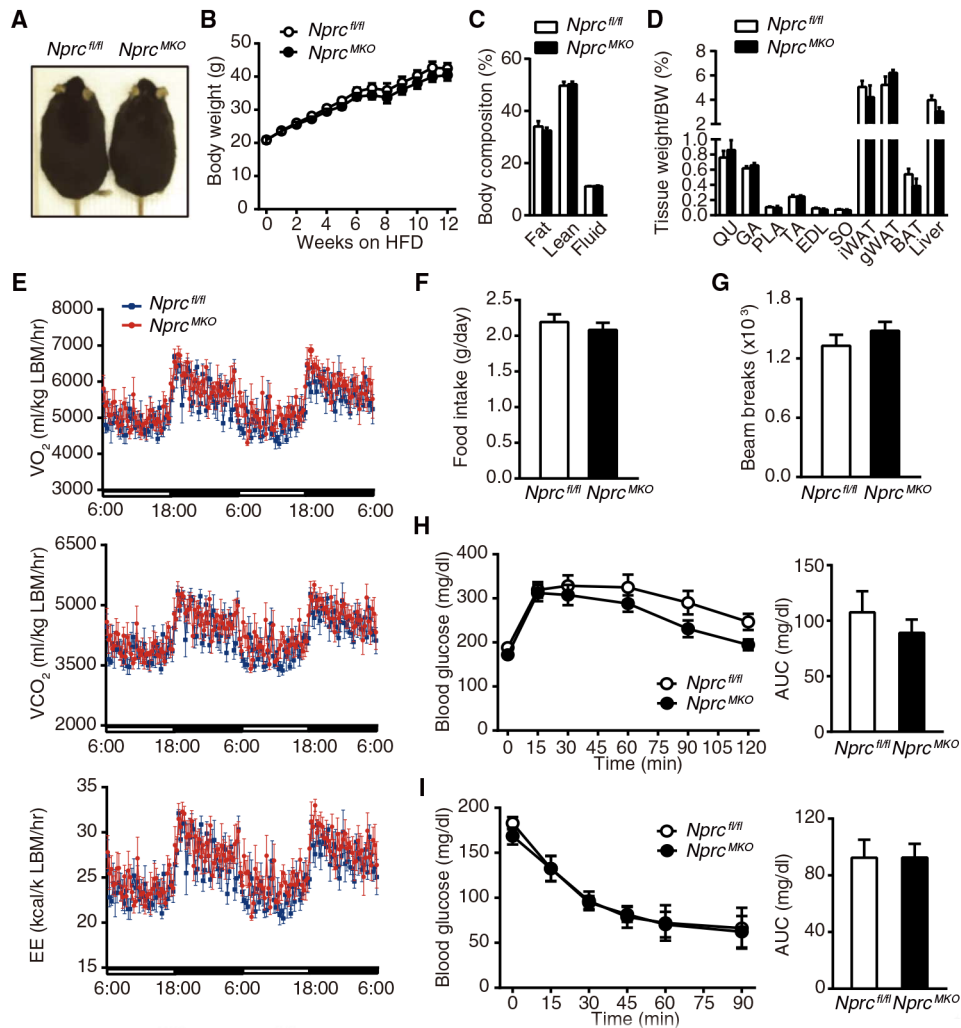 A
Nprc fl/fl Nprc MKO
B
Nprc fl/fl
Nprc MKO
Body weight (g)
50
40
30
20
10
0
0 2 4 6 8 10 12
Weeks on HFD
C
Nprc fl/fl
Nprc MKO
Body compositon (%)
60
40
20
0
Fat Lean Fluid
D
Nprc fl/fl
Nprc MKO
Tissue weight/BW (%)
8
6
4
2
1.0
0.8
0.6
0.4
0.2
0.0
QU GA PLA TA EDL SO iWAT gWAT BAT Liver
E
Nprc fl/fl
Nprc MKO
VO2 (ml/kg LBM/hr)
8000
7000
6000
5000
4000
3000
6:00 18:00 6:00 18:00 6:00
VCO2 (ml/kg LBM/hr)
6500
5000
3500
2000
6:00 18:00 6:00 18:00 6:00
EE (kcal/k LBM/hr)
35
30
25
20
15
6:00 18:00 6:00 18:00 6:00
F
Food intake (g/day)
2.5
2.0
1.5
1.0
0.5
0.0
Nprc fl/fl Nprc MKO
G
Beam breaks (x10³)
1.8
1.2
0.6
0.0
Nprc fl/fl Nprc MKO
H
Blood glucose (mg/dl)
400
300
200
100
0
Nprc fl/fl
Nprc MKO
0 15 30 45 60 75 90 105 120
Time (min)
AUC (mg/dl)
150
100
50
0
Nprc fl/fl Nprc MKO
I
Blood glucose (mg/dl)
200
150
100
50
0
Nprc fl/fl
Nprc MKO
0 15 30 45 60 75 90
Time (min)
AUC (mg/dl)
120
80
40
0
Nprc fl/fl Nprc MKO